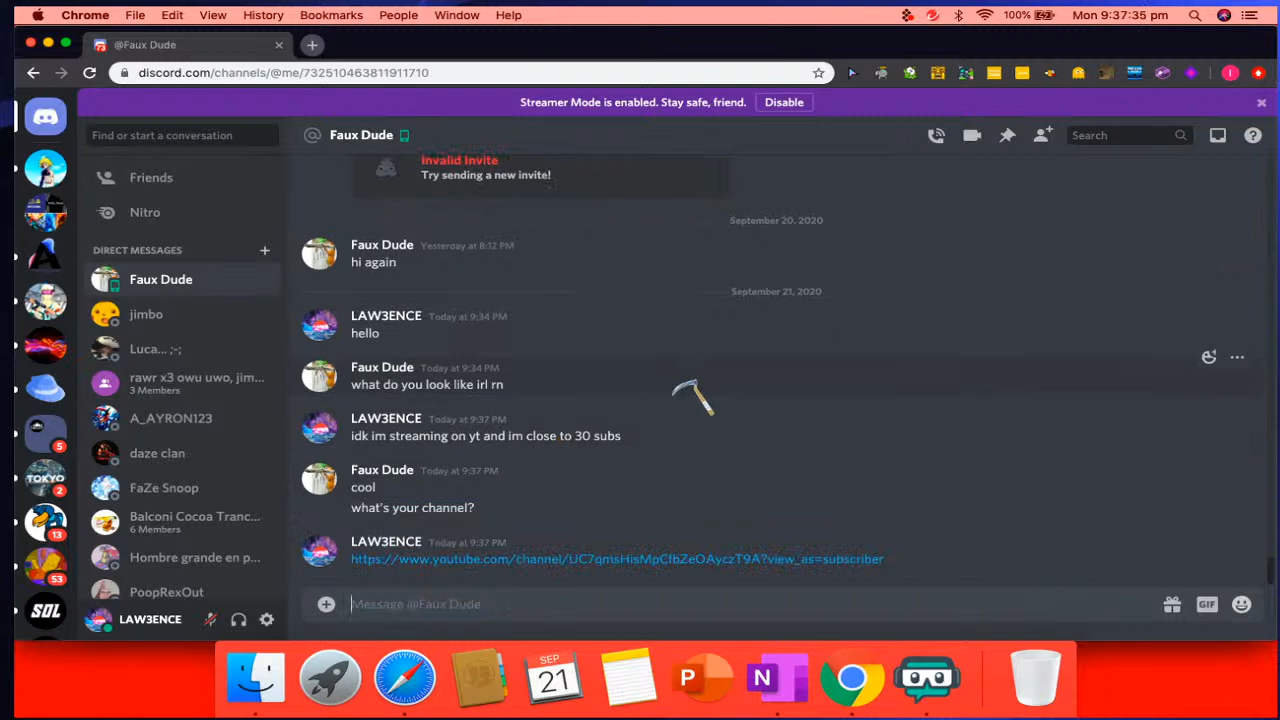 Chrome File Edit View History Bookmarks People Window Help 100% Mon 9:37:35 pm
@Faux Dude
discord.com/channels/@me/732510463811911710
Streamer Mode is enabled. Stay safe, friend. Disable
Find or start a conversation
Faux Dude
Search
Friends
Nitro
DIRECT MESSAGES
Faux Dude
jimbo
Luca... ;-;
rawr x3 owu uwo, jim...
3 Members
A_AYRON123
daze clan
FaZe Snoop
Balconi Cocoa Tranc...
6 Members
Hombre grande en p...
RalpRexOut
LAW3ENCE
5
TOKYO
2
13
53
SOL
Invalid Invite
Try sending a new invite!
September 20, 2020
Faux Dude Yesterday at 8:12 PM
hi again
September 21, 2020
LAW3ENCE Today at 9:34 PM
hello
Faux Dude Today at 9:34 PM
what do you look like irl rn
LAW3ENCE Today at 9:37 PM
idk im streaming on yt and im close to 30 subs
Faux Dude Today at 9:37 PM
cool
what's your channel?
LAW3ENCE Today at 9:37 PM
https://www.youtube.com/channel/UC7qmsHisMpCfbZeOAyczT9A?view_as=subscriber
Message @Faux Dude
GIF
SEP
21
P
N